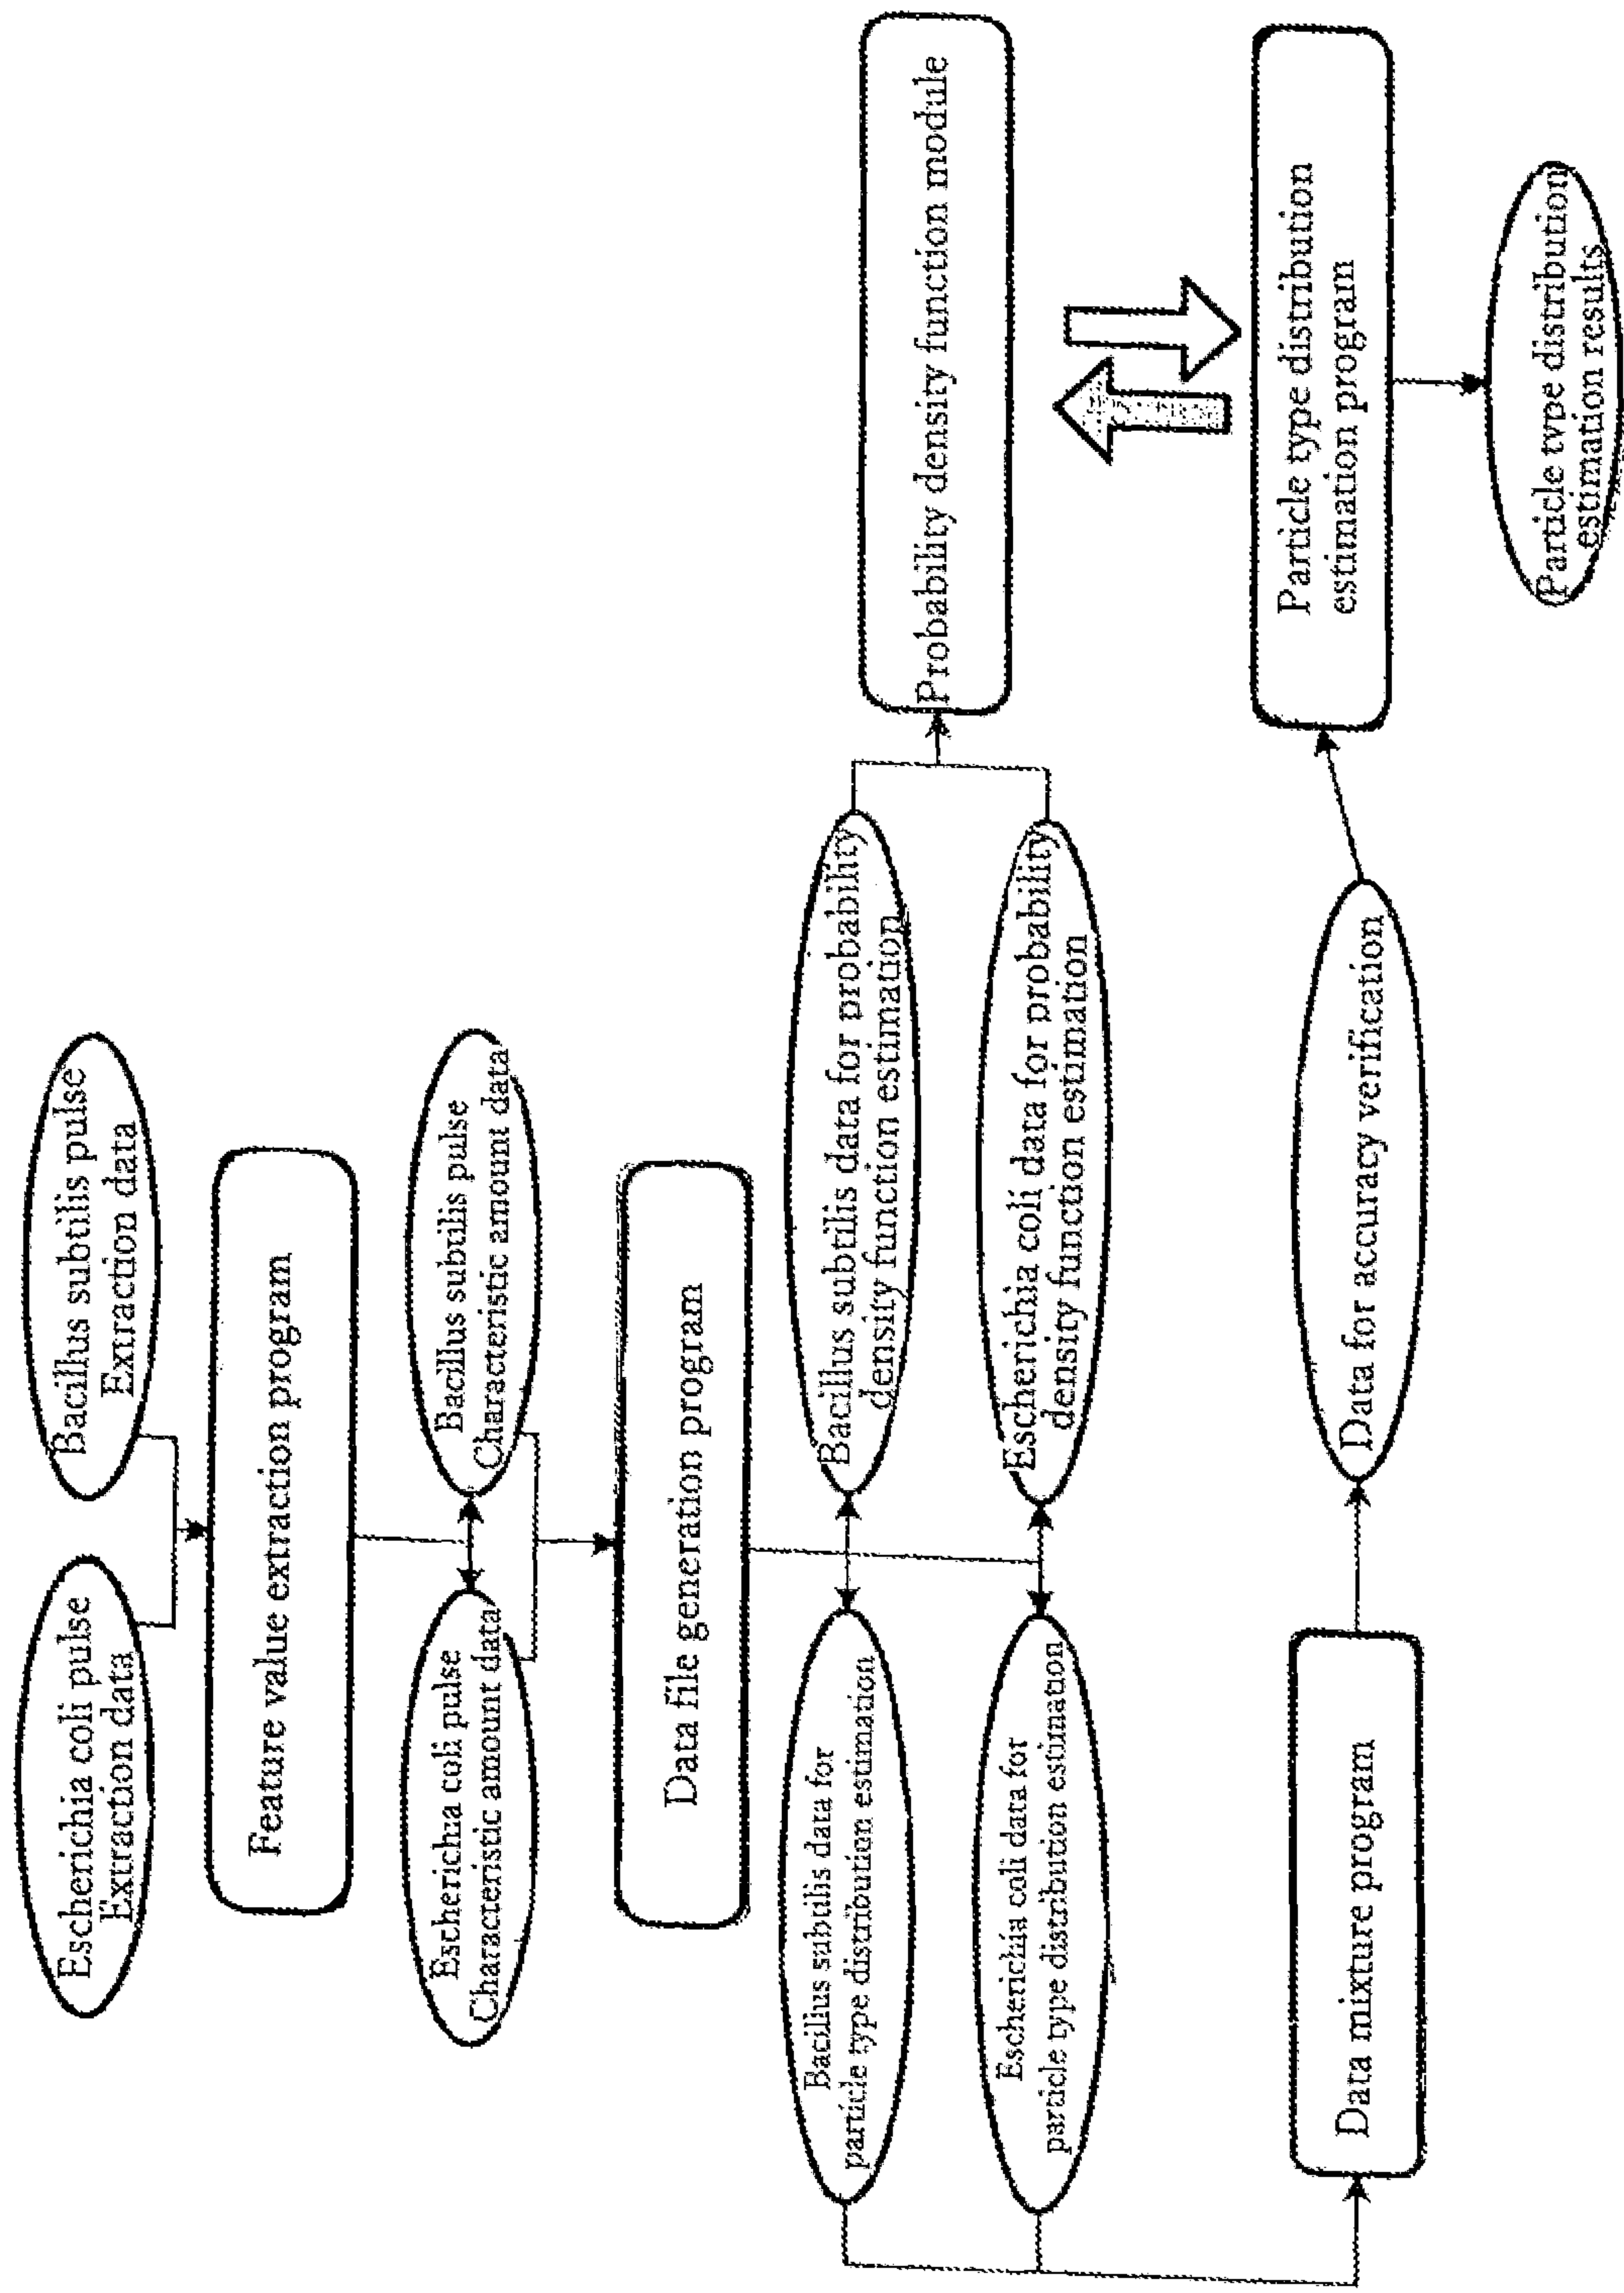 Escherichia coli pulse
Extraction data
Bacillus subtilis pulse
Extraction data
Feature value extraction program
Escherichia coli pulse
Characteristic amount data
Bacillus subtilis pulse
Characteristic amount data
Data file generation program
Bacillus subtilis data for
particle type distribution estimation
Bacillus subtilis data for probability
density function estimation
Probability density function module
Escherichia coli data for
particle type distribution estimation
Escherichia coli data for probability
density function estimation
Data mixture program
Data for accuracy verification
Particle type distribution
estimation program
Particle type distribution
estimation results